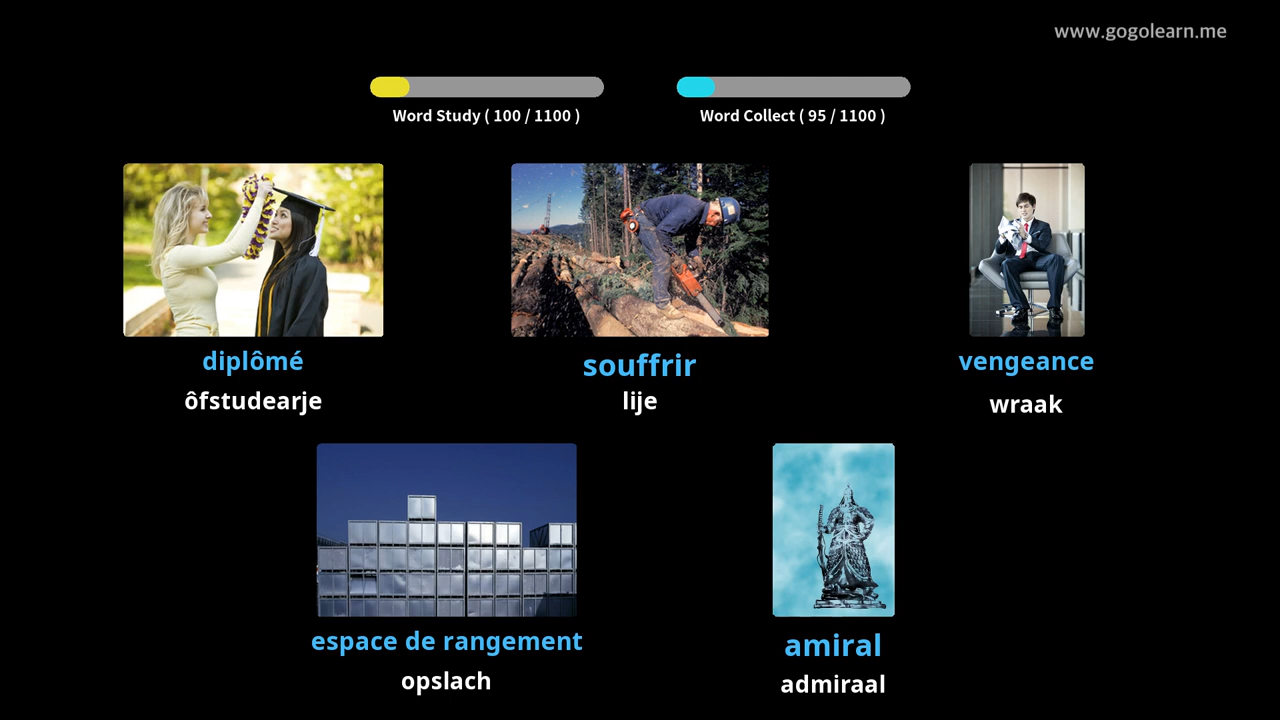 www.gogolearn.me
Word Study ( 100 / 1100 )
Word Collect ( 95 / 1100 )
diplômé
souffrir
vengeance
ôfstudearje
lije
wraak
espace de rangement
amiral
opslach
admiraal